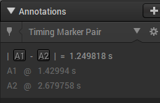 Annotations
Timing Marker Pair
| A1 - A2 | = 1.249818 s
A1 @ 1.42994 s
A2 @ 2.679758 s